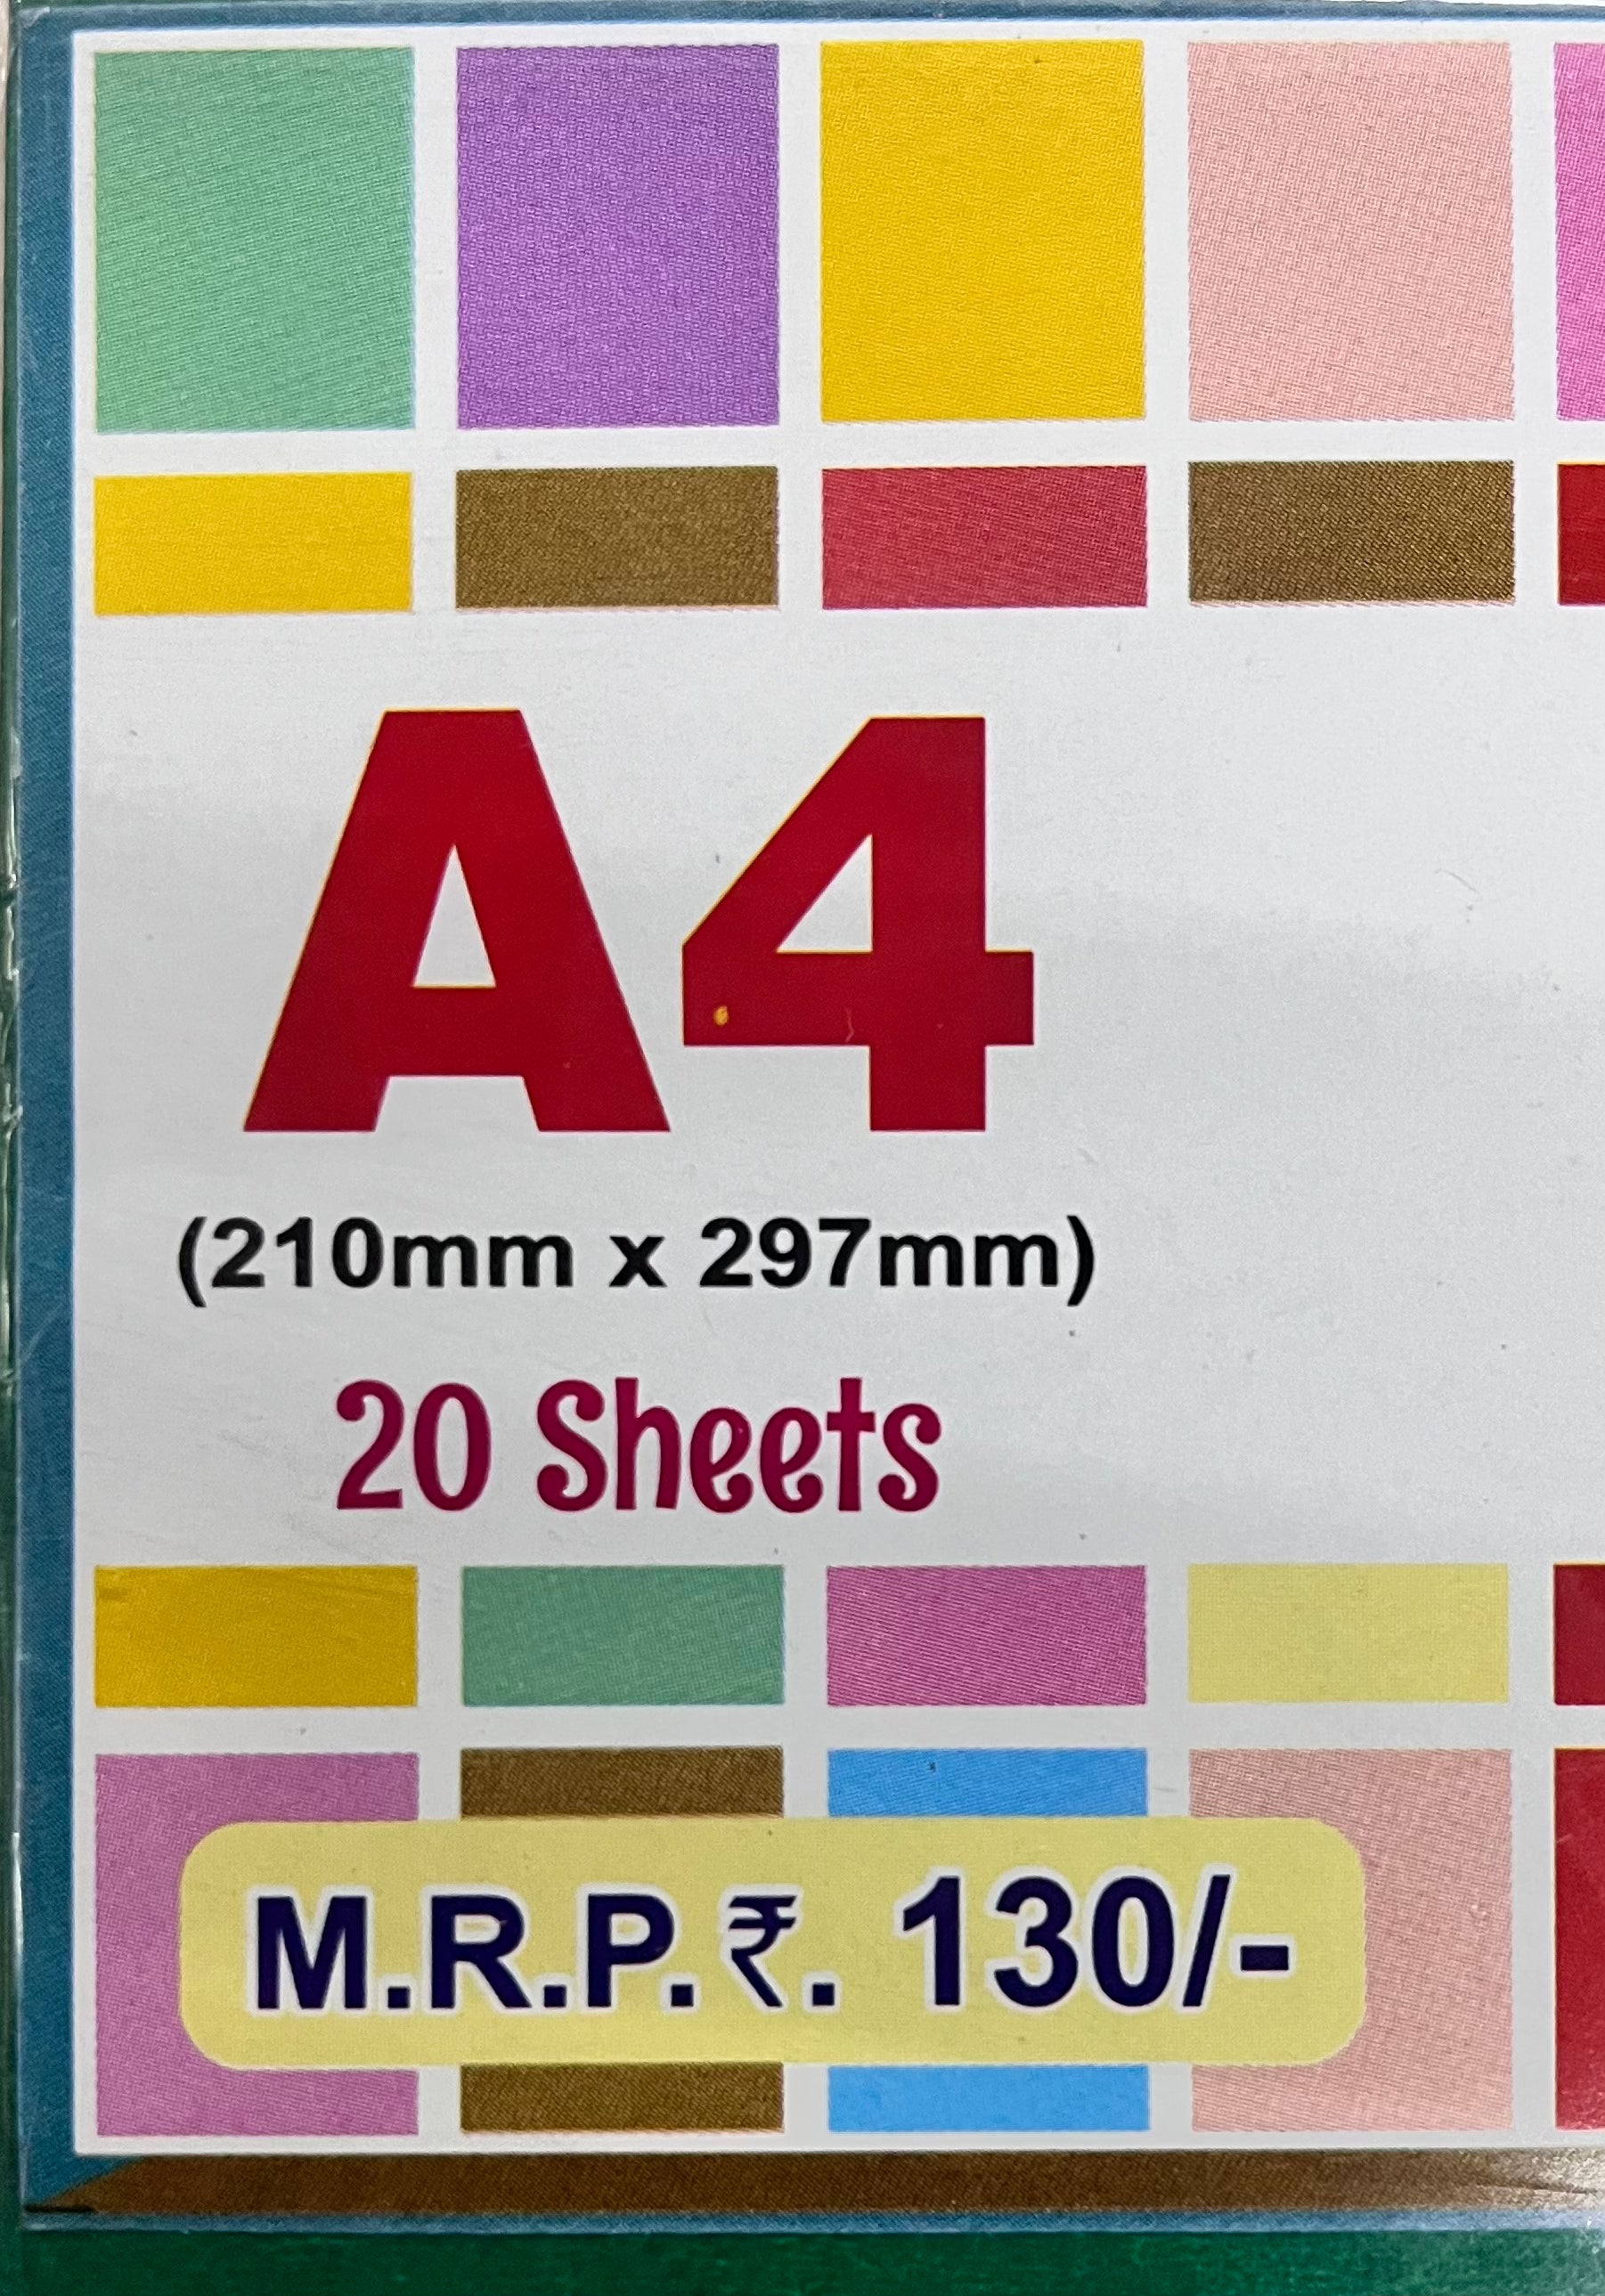 A4
(210mm x 297mm)
20 Sheets
M.R.P.₹. 130/-